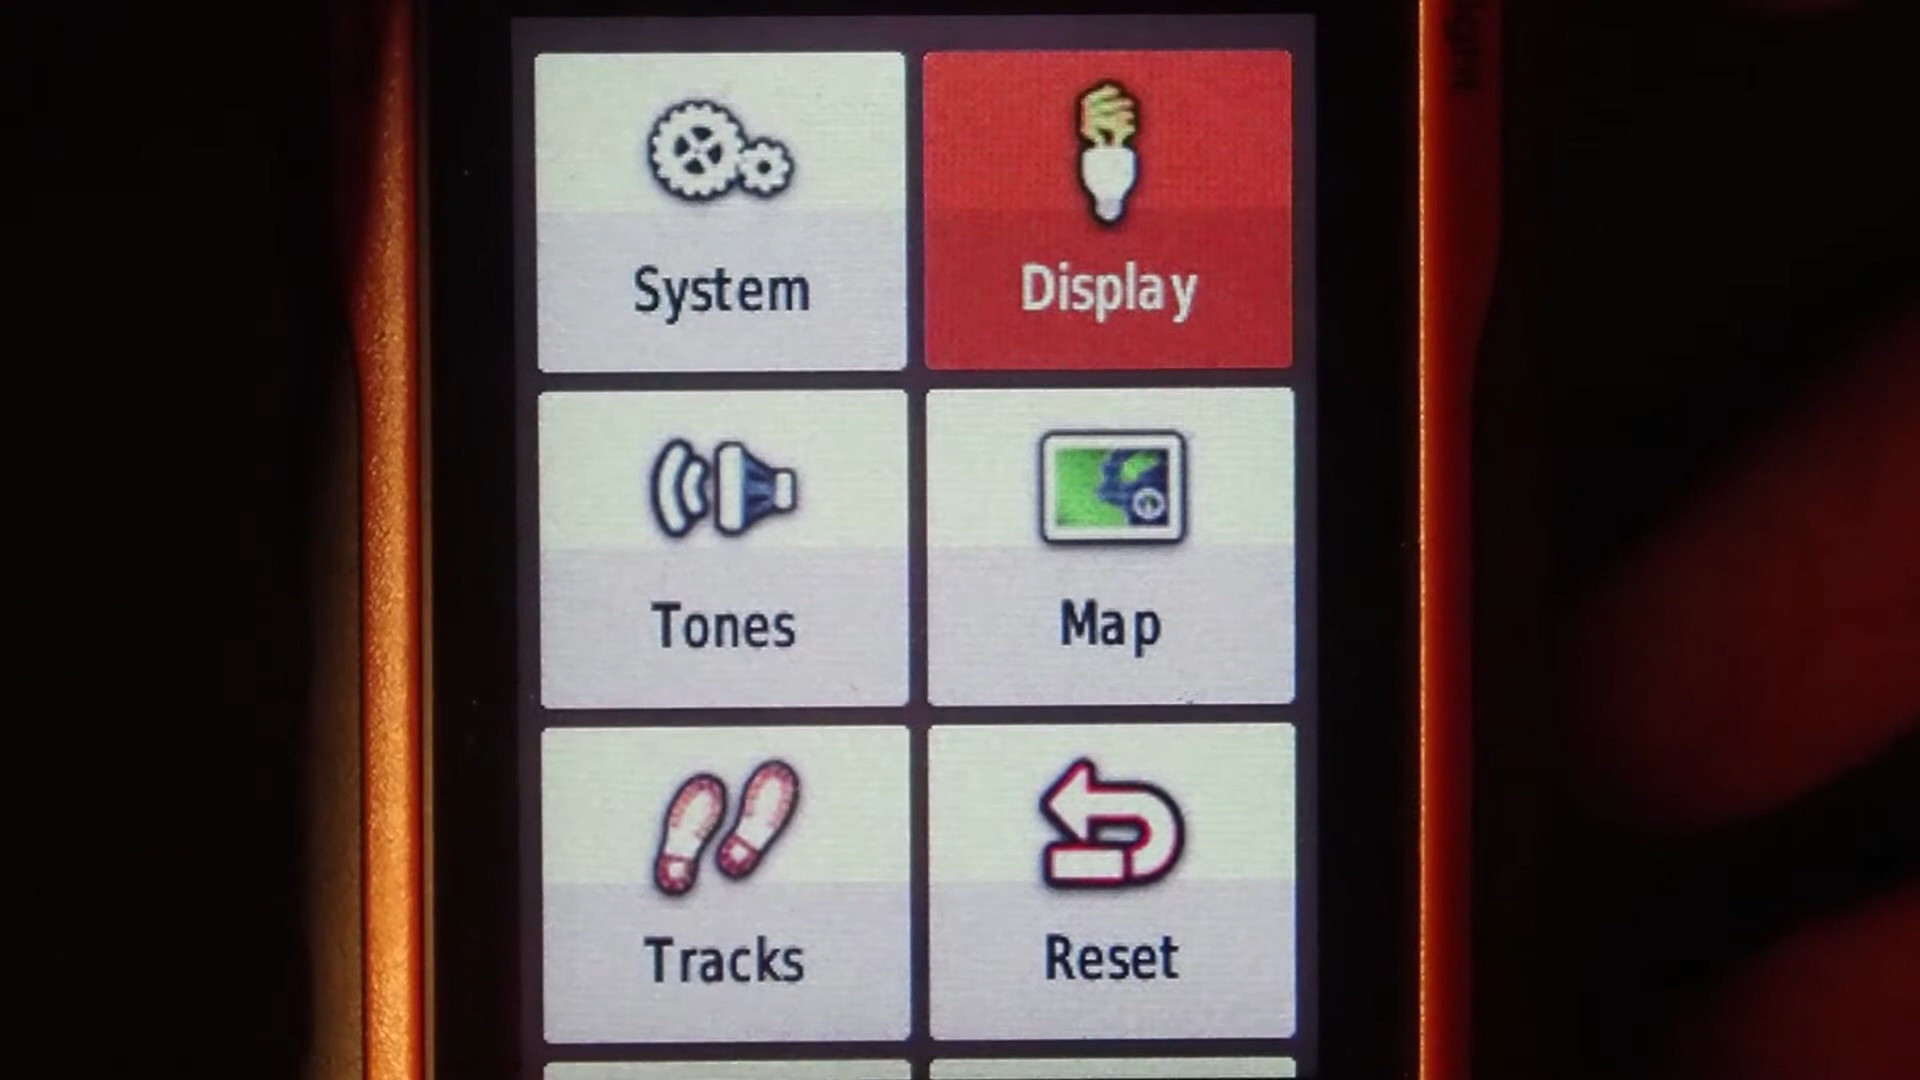 System
Display
Tones
Map
Tracks
Reset